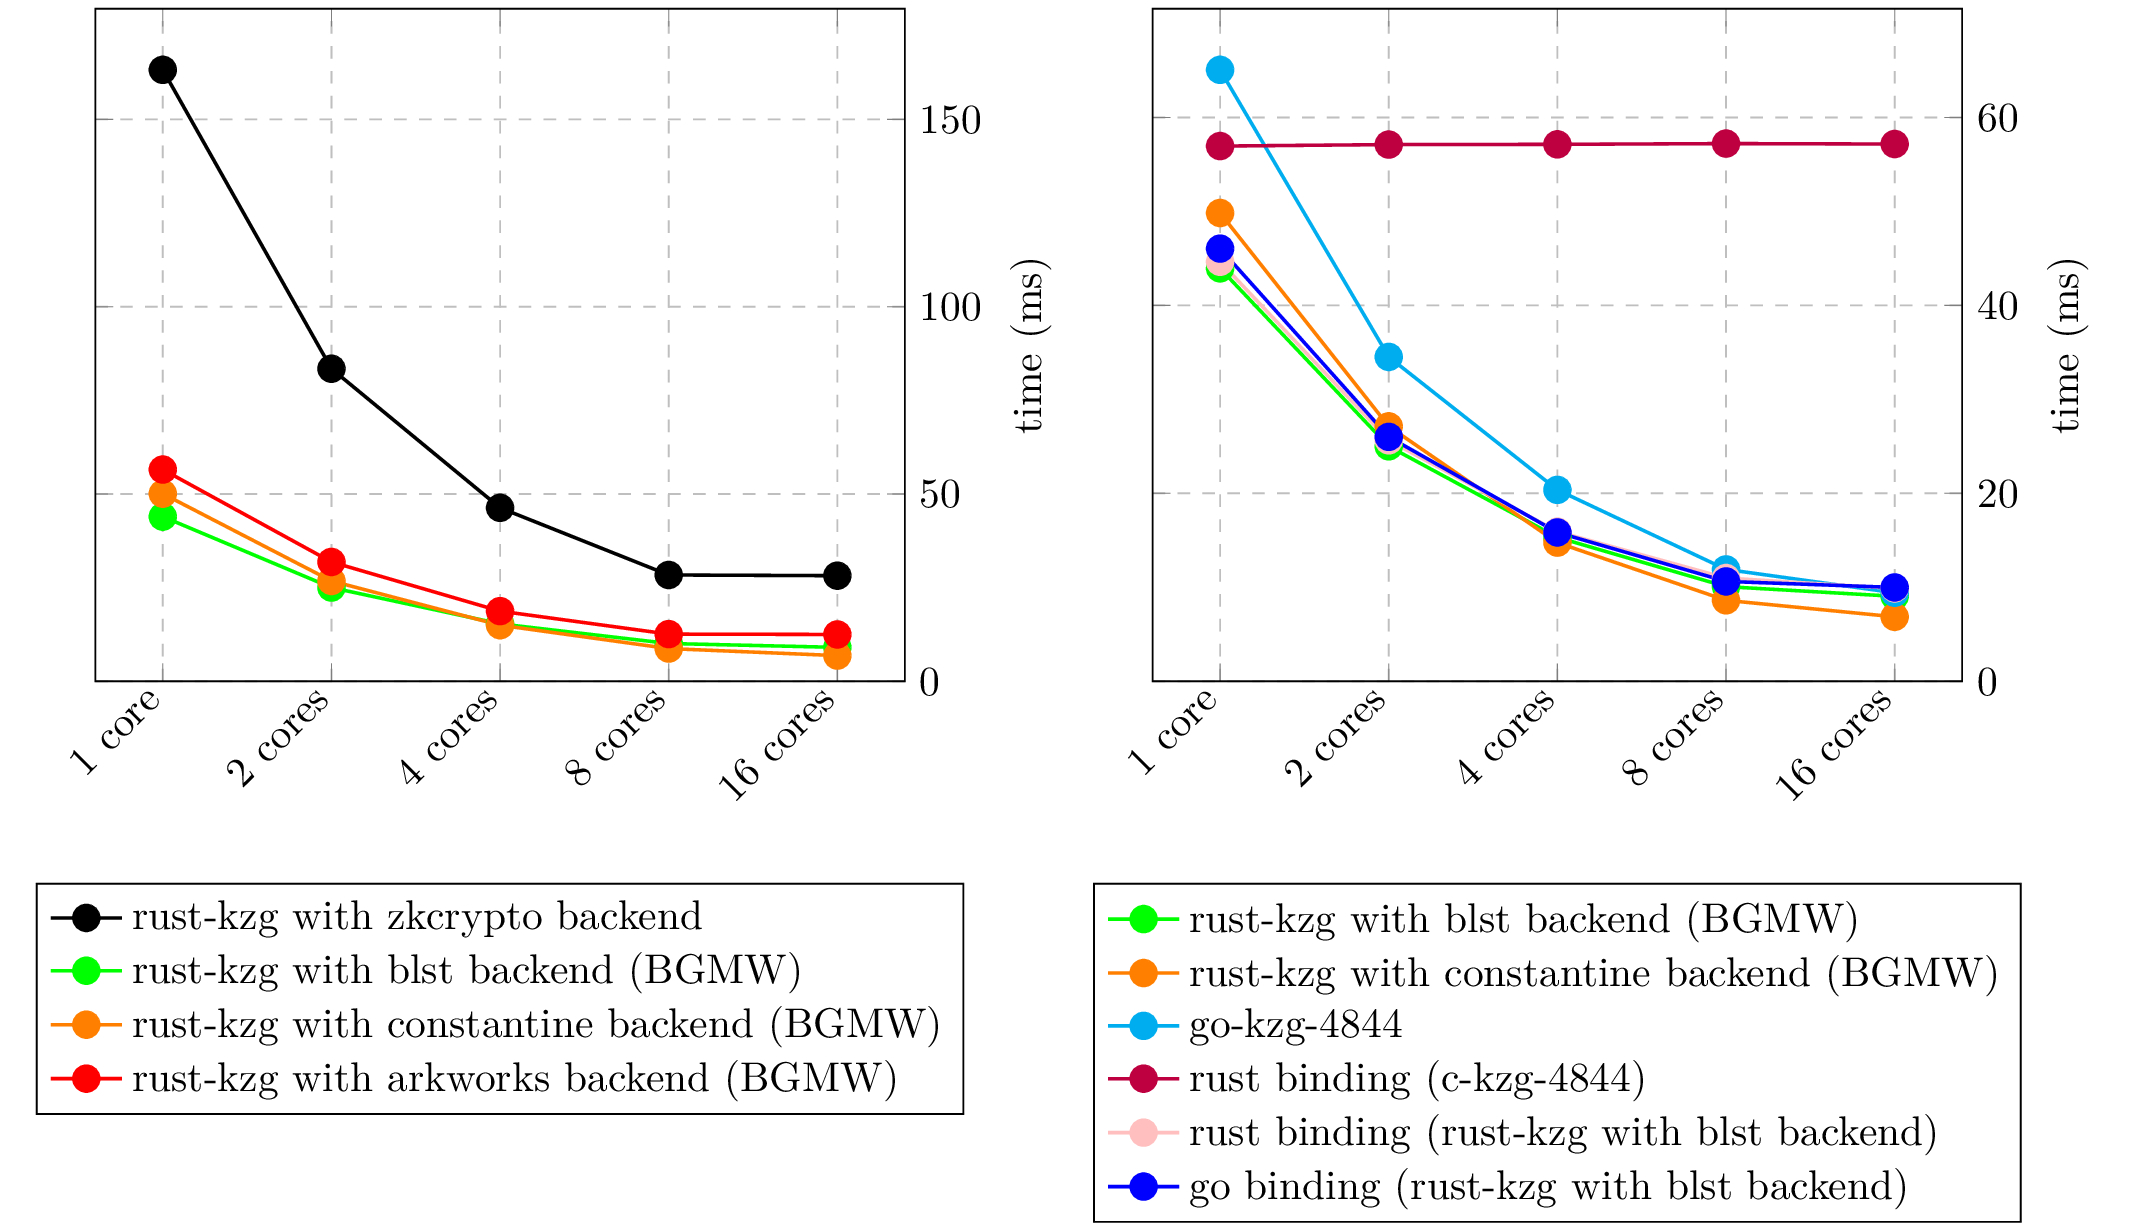 150
100
50
0
time (ms)
1 core
2 cores
4 cores
8 cores
16 cores
rust-kzg with zkcrypto backend
rust-kzg with blst backend (BGMW)
rust-kzg with constantine backend (BGMW)
rust-kzg with arkworks backend (BGMW)
60
40
20
0
time (ms)
1 core
2 cores
4 cores
8 cores
16 cores
rust-kzg with blst backend (BGMW)
rust-kzg with constantine backend (BGMW)
go-kzg-4844
rust binding (c-kzg-4844)
rust binding (rust-kzg with blst backend)
go binding (rust-kzg with blst backend)